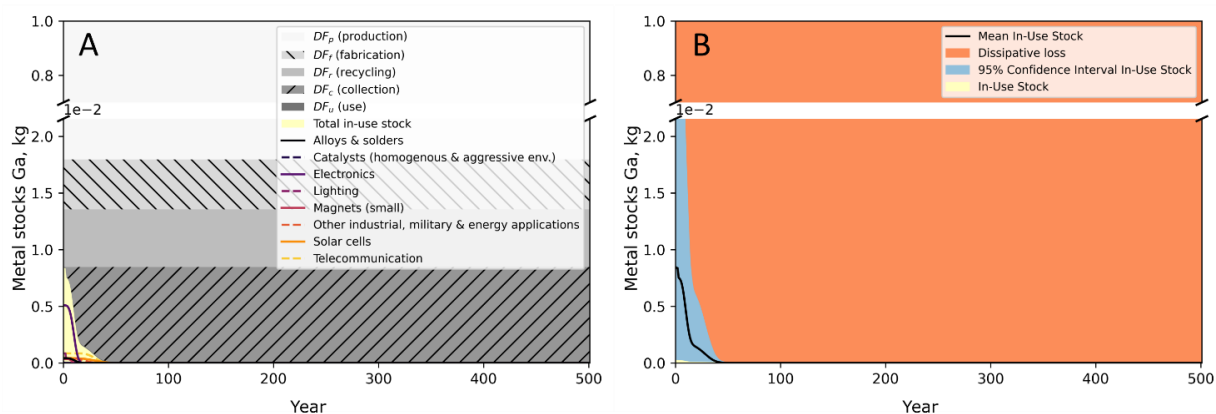 A
1.0
0.8
1e−2
2.0
1.5
1.0
0.5
0.0
Metal stocks Ga, kg
0 100 200 300 400 500
Year
DFp (production)
DFf (fabrication)
DFr (recycling)
DFc (collection)
DFu (use)
Total in-use stock
Alloys & solders
Catalysts (homogenous & aggressive env.)
Electronics
Lighting
Magnets (small)
Other industrial, military & energy applications
Solar cells
Telecommunication
B
1.0
0.8
1e−2
2.0
1.5
1.0
0.5
0.0
Metal stocks Ga, kg
0 100 200 300 400 500
Year
Mean In-Use Stock
Dissipative loss
95% Confidence Interval In-Use Stock
In-Use Stock